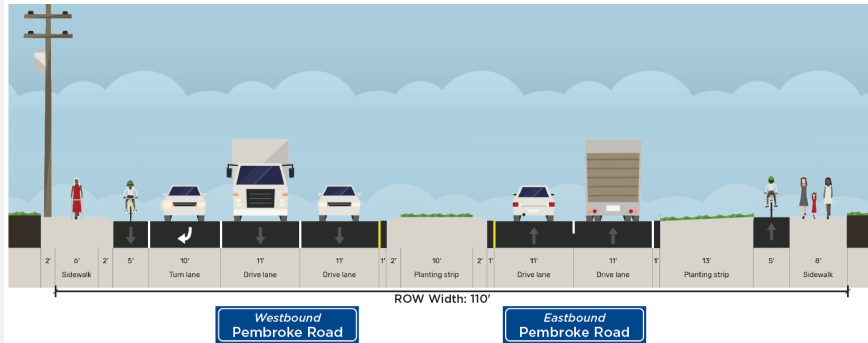 2' 6' 2' 5' 10' 11' 11' 1' 2' 10' 2' 1' 11' 11' 1' 13' 5' 8'
Sidewalk Turn lane Drive lane Drive lane Planting strip Drive lane Drive lane Planting strip Sidewalk
ROW Width: 110'
Westbound
Pembroke Road
Eastbound
Pembroke Road